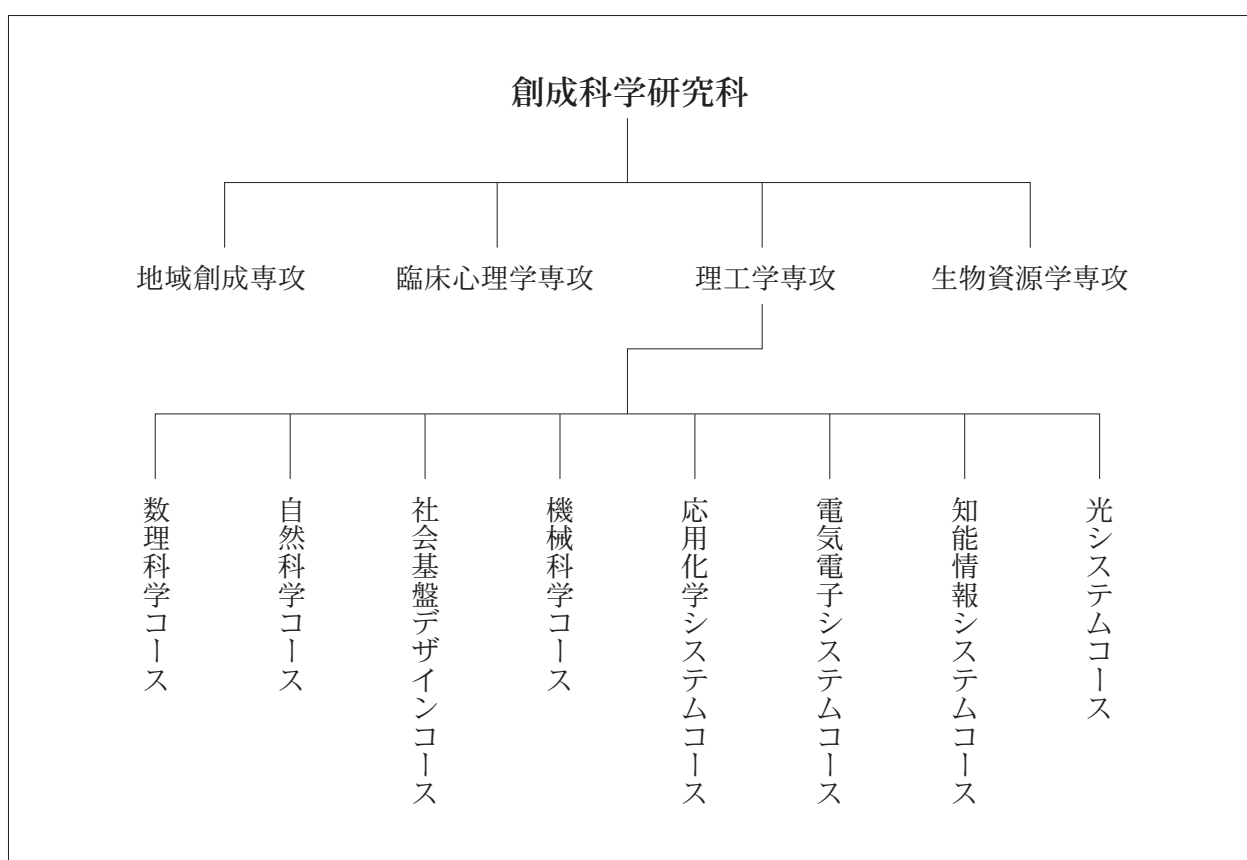 創成科学研究科
地域創成専攻
臨床心理学専攻
理工学専攻
生物資源学専攻
数理科学コース
自然科学コース
社会基盤デザインコース
機械科学コース
応用化学システムコース
電気電子システムコース
知能情報システムコース
光システムコース